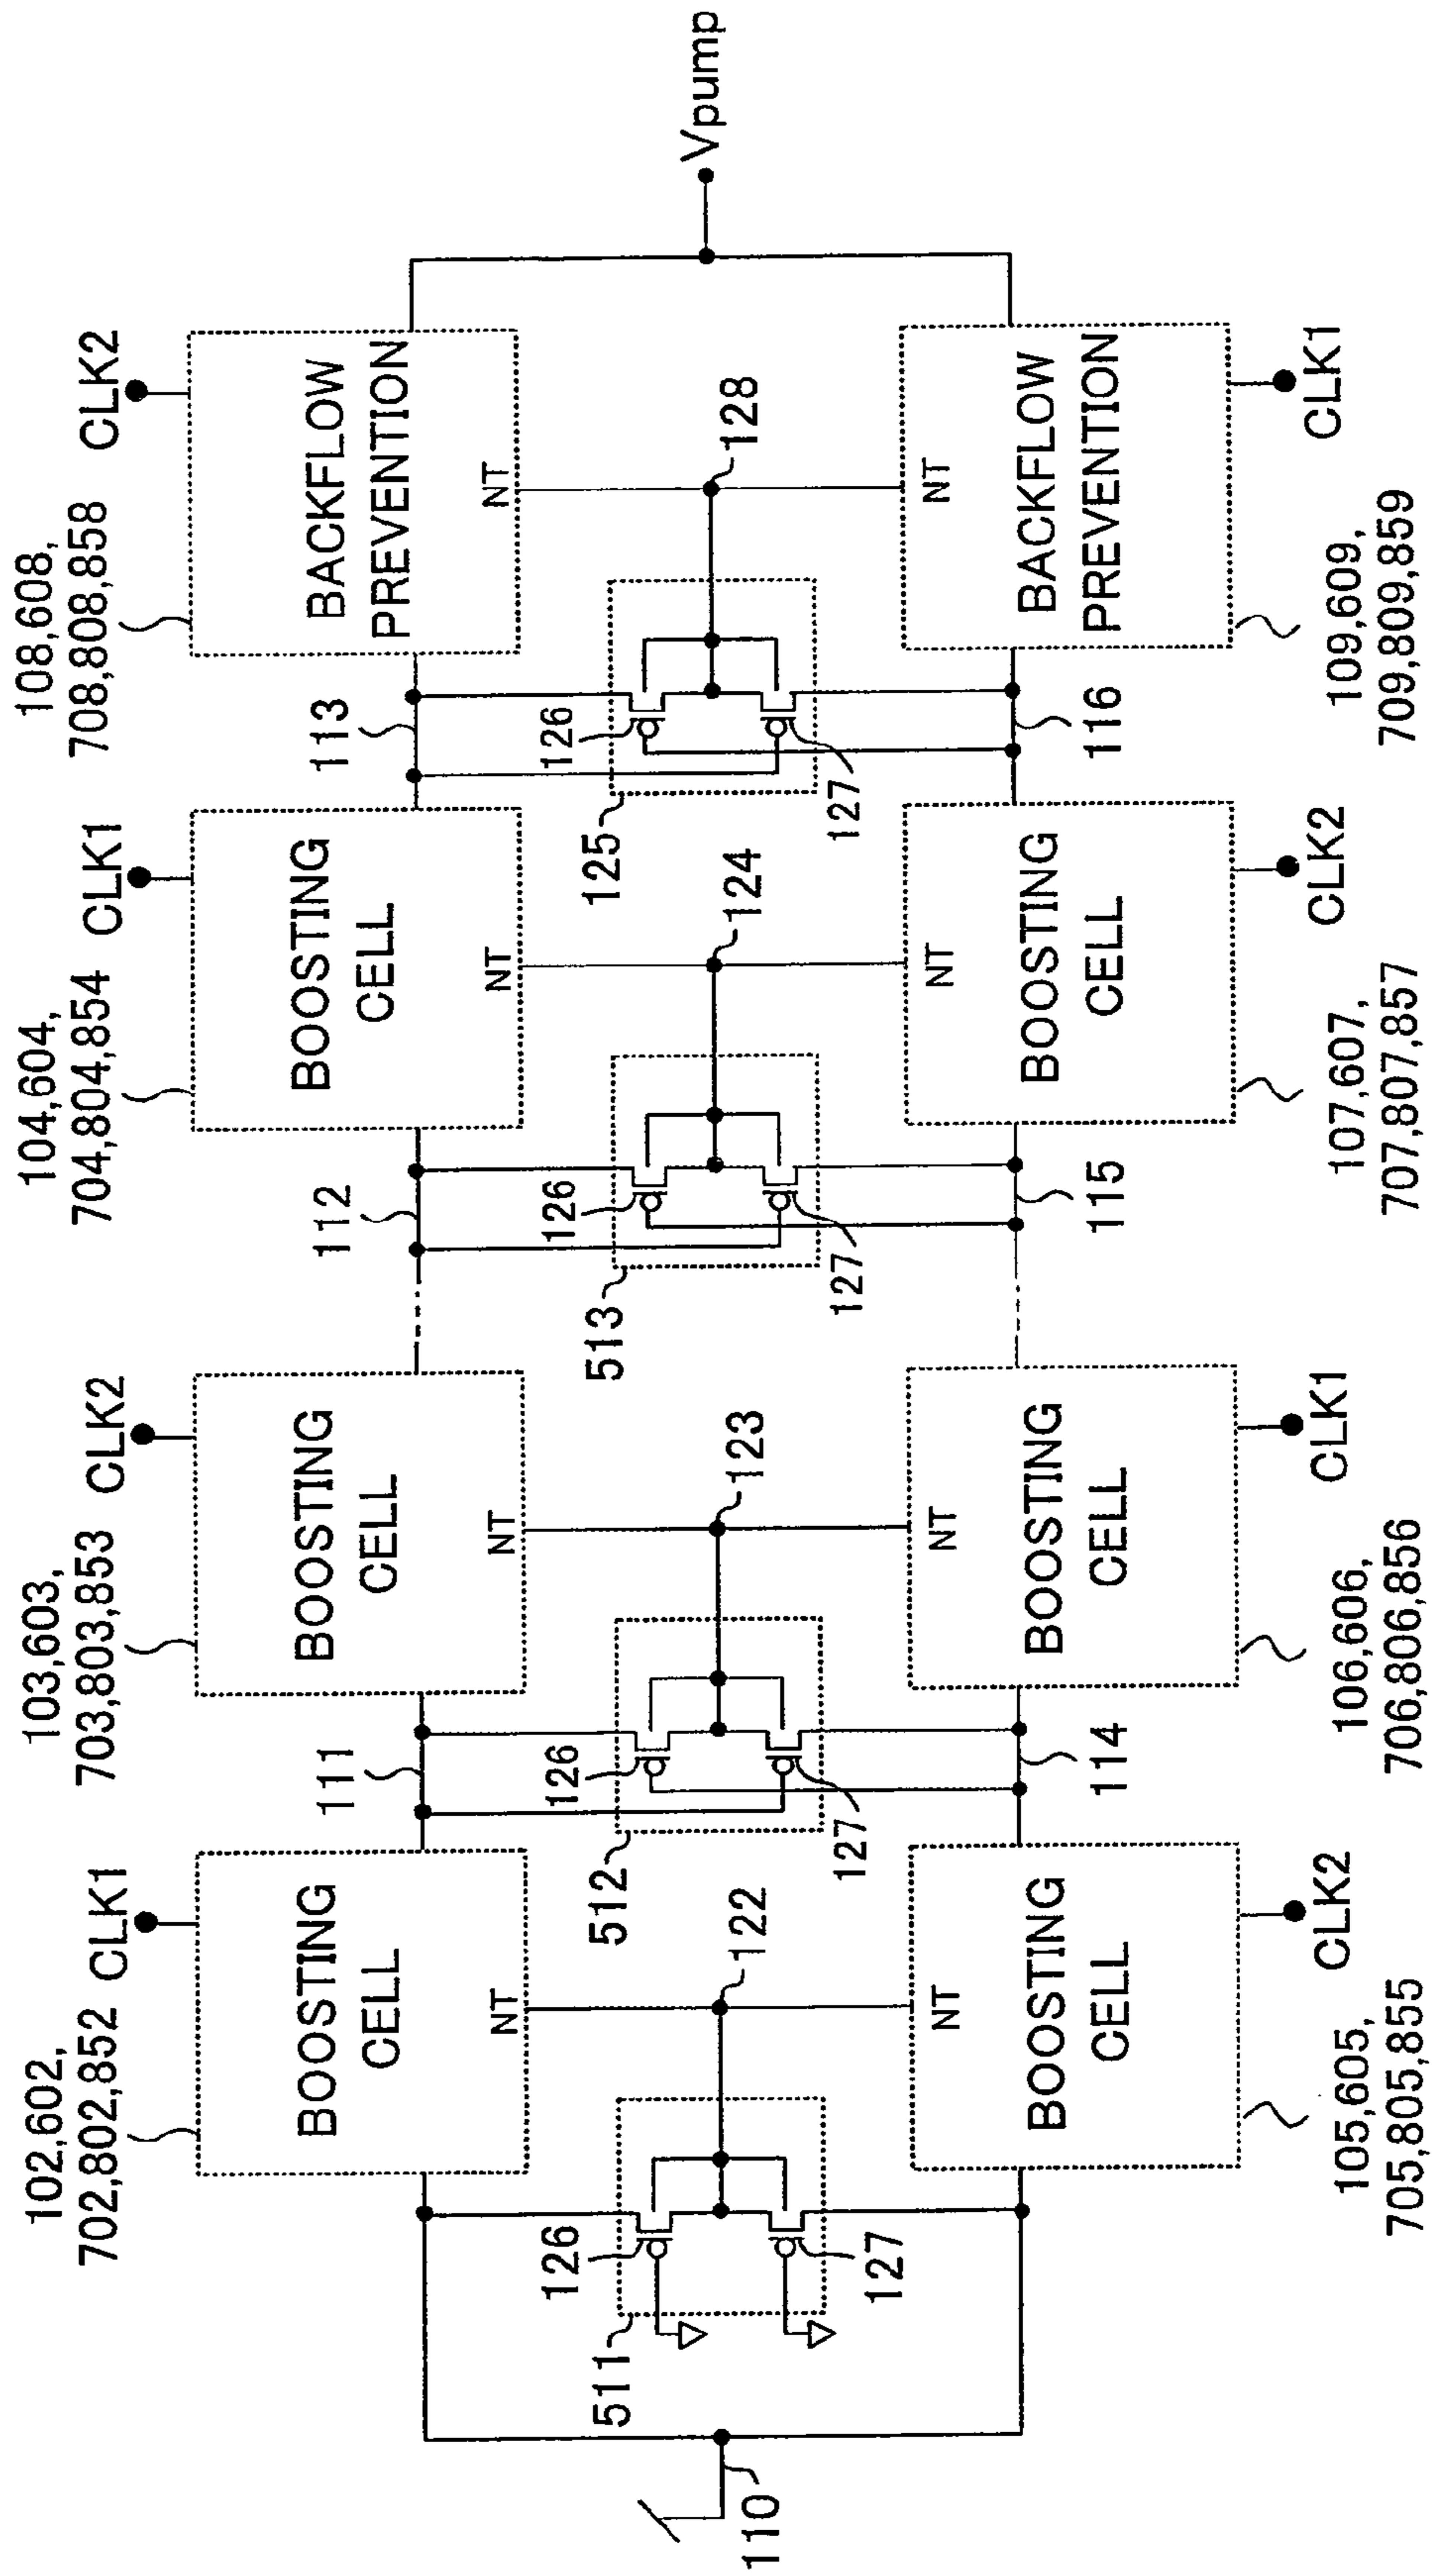 102,602,
702,802,852
CLK1
103,603,
703,803,853
CLK2
104,604,
704,804,854
CLK1
108,608,
708,808,858
CLK2
BOOSTING
CELL
NT
111
BOOSTING
CELL
NT
112
BOOSTING
CELL
NT
113
BACKFLOW
PREVENTION
NT
110
511
126
127
122
512
126
127
123
513
126
127
124
125
126
127
128
Vpump
NT
BOOSTING
CELL
114
NT
BOOSTING
CELL
115
NT
BOOSTING
CELL
116
NT
BACKFLOW
PREVENTION
105,605,
705,805,855
CLK2
106,606,
706,806,856
CLK1
107,607,
707,807,857
CLK2
109,609,
709,809,859
CLK1